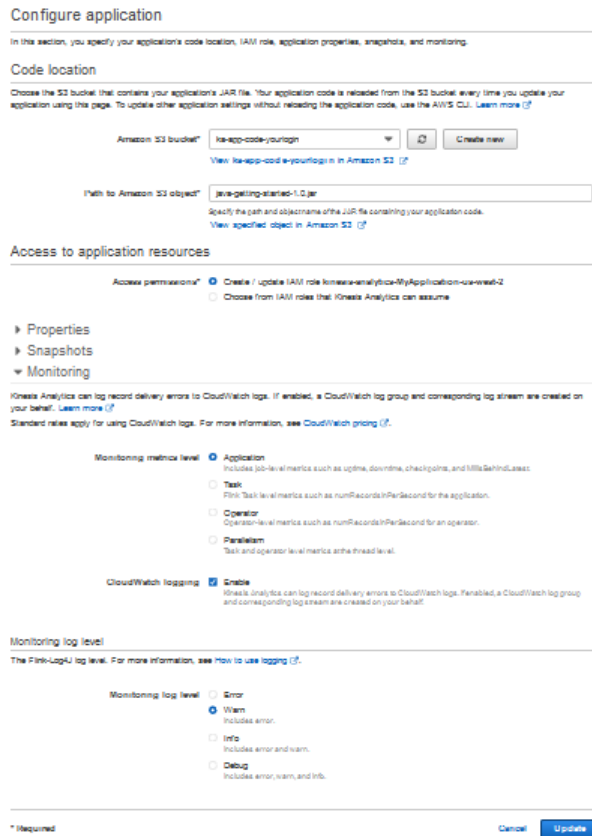 Configure application
In this section, you specify your application's code location, IAM role, application properties, snapshots, and monitoring.
Code location
Choose the S3 bucket that contains your application's JAR file. Your application code is reloaded from the S3 bucket every time you update your
application using this page. To update other application settings without reloading the application code, use the AWS CLI. Learn more
Amazon S3 bucket*
ka-app-code-yourlogin
Create new
View ka-app-code-yourlogin in Amazon S3
Path to Amazon S3 object*
java-getting-started-1.0.jar
Specify the path and object name of the JAR file containing your application code.
View specified object in Amazon S3
Access to application resources
Access permissions*
Create / update IAM role kinesis-analytics-MyApplication-us-west-2
Choose from IAM roles that Kinesis Analytics can assume
Properties
Snapshots
Monitoring
Kinesis Analytics can log record delivery errors to CloudWatch logs. If enabled, a CloudWatch log group and corresponding log stream are created on
your behalf. Learn more
Standard rates apply for using CloudWatch logs. For more information, see CloudWatch pricing.
Monitoring metrics level
Application
Includes job-level metrics such as uptime, downtime, checkpoints, and MillisBehindLatest
Task
Flink Task level metrics such as numRecordsInPerSecond for the application.
Operator
Operator-level metrics such as numRecordsInPerSecond for an operator.
Parallelism
Task and operator level metrics at the thread level.
CloudWatch logging
Enable
Kinesis Analytics can log record delivery errors to CloudWatch logs. If enabled, a CloudWatch log group
and corresponding log stream are created on your behalf.
Monitoring log level
The Flink-Log4J log level. For more information, see How to use logging.
Monitoring log level
Error
Warn
Includes error.
Info
Includes error and warn.
Debug
Includes error, warn, and info.
* Required
Cancel
Update